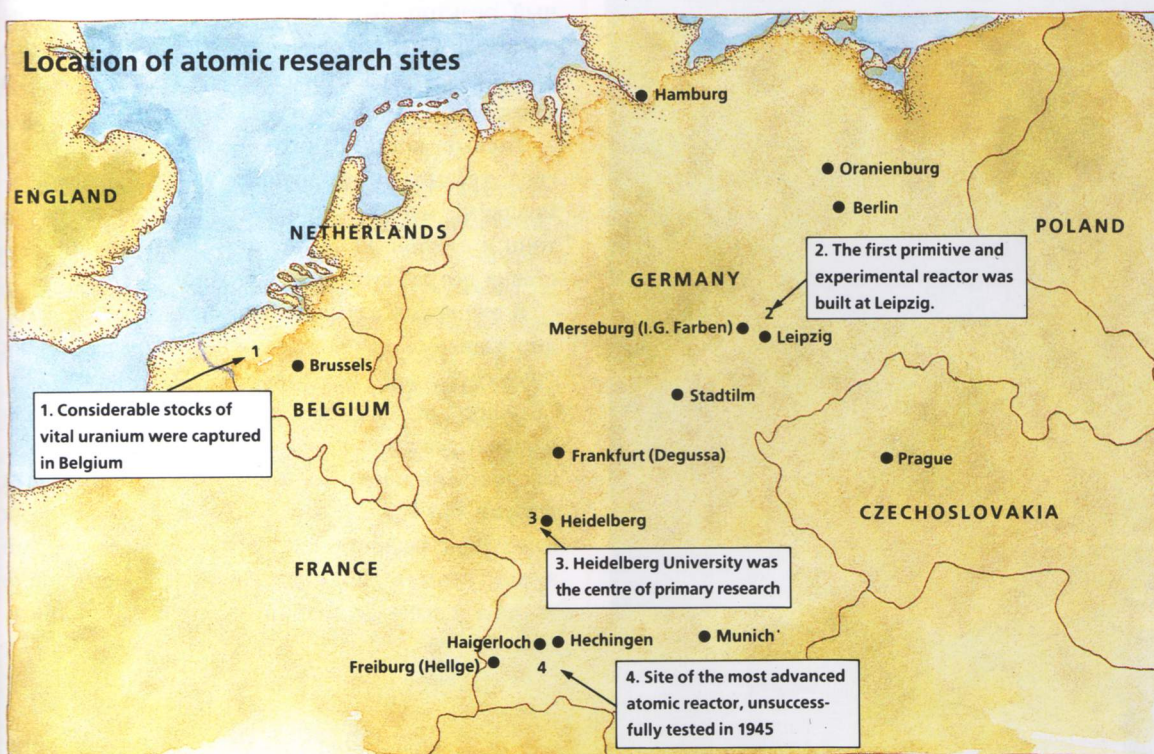 Location of atomic research sites
Hamburg
Oranienburg
ENGLAND
Berlin
NETHERLANDS
POLAND
2. The first primitive and
experimental reactor was
built at Leipzig.
GERMANY
2
Merseburg (I.G. Farben)
Leipzig
1
Brussels
Stadtilm
BELGIUM
1. Considerable stocks of
vital uranium were captured
in Belgium
Frankfurt (Degussa)
Prague
CZECHOSLOVAKIA
3
Heidelberg
3. Heidelberg University was
the centre of primary research
FRANCE
Haigerloch
Hechingen
Munich
Freiburg (Hellge)
4
4. Site of the most advanced
atomic reactor, unsuccess-
fully tested in 1945